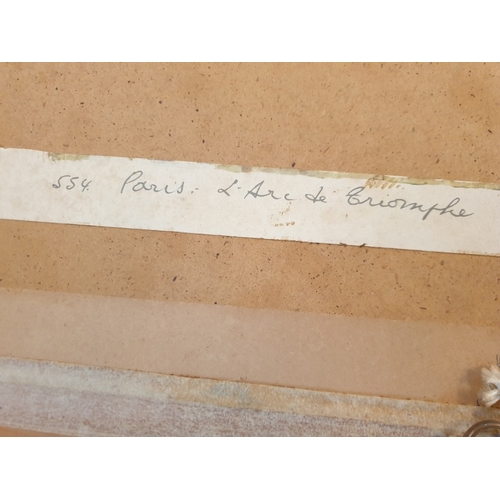 554. Paris: L'Arc de Triomphe